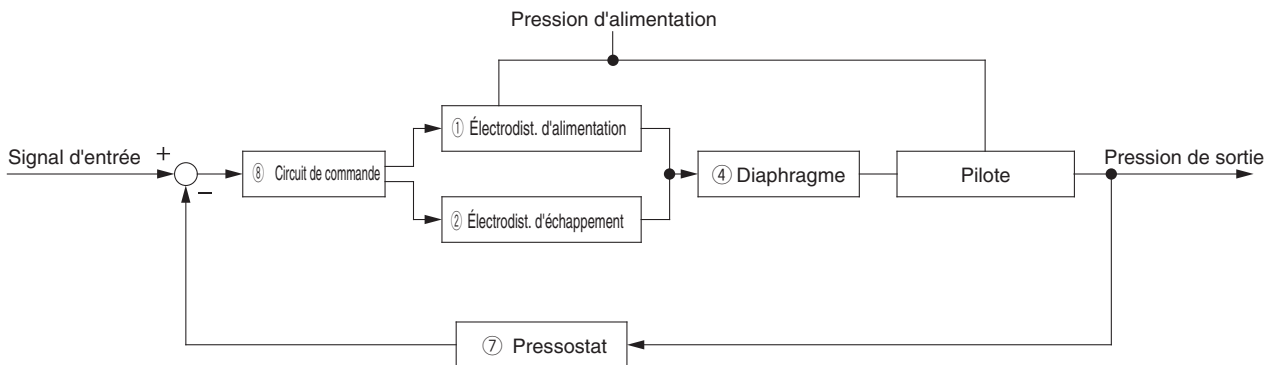 Pression d'alimentation
① Électrodist. d'alimentation
Signal d'entrée
+
−
⑧ Circuit de commande
④ Diaphragme
Pilote
Pression de sortie
② Électrodist. d'échappement
⑦ Pressostat